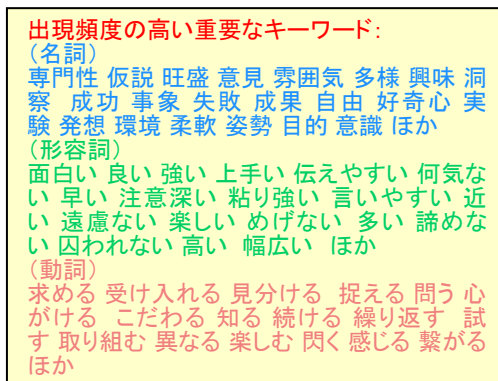 出現頻度の高い重要なキーワード：
（名詞）
専門性 仮説 旺盛 意見 雰囲気 多様 興味 洞
察 成功 事象 失敗 成果 自由 好奇心 実
験 発想 環境 柔軟 姿勢 目的 意識 ほか
（形容詞）
面白い 良い 強い 上手い 伝えやすい 何気な
い 早い 注意深い 粘り強い 言いやすい 近
い 遠慮ない 楽しい めげない 多い 諦めな
い 囚われない 高い 幅広い ほか
（動詞）
求める 受け入れる 見分ける 捉える 問う 心
がける こだわる 知る 続ける 繰り返す 試
す 取り組む 異なる 楽しむ 閃く 感じる 繋がる
ほか